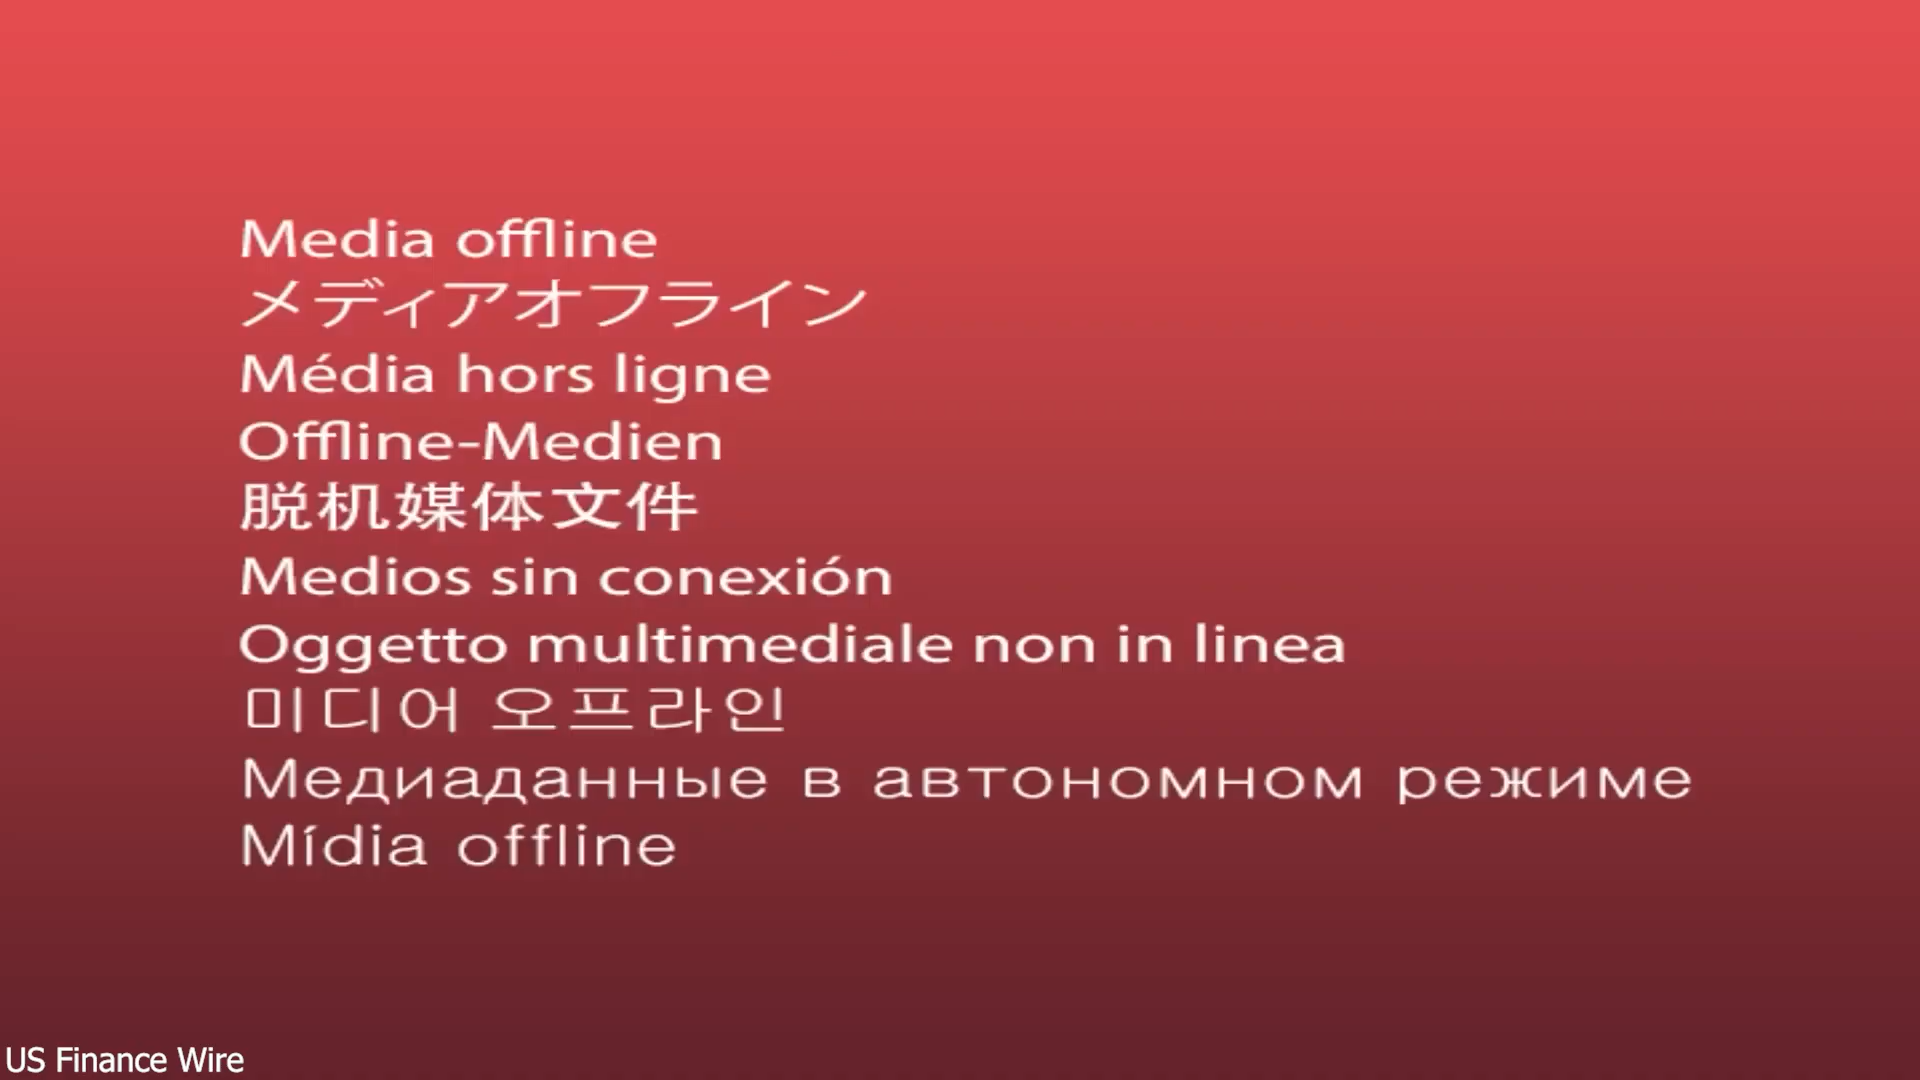 Media offline
メディアオフライン
Média hors ligne
Offline-Medien
脱机媒体文件
Medios sin conexión
Oggetto multimediale non in linea
미디어 오프라인
Медиаданные в автономном режиме
Mídia offline
US Finance Wire